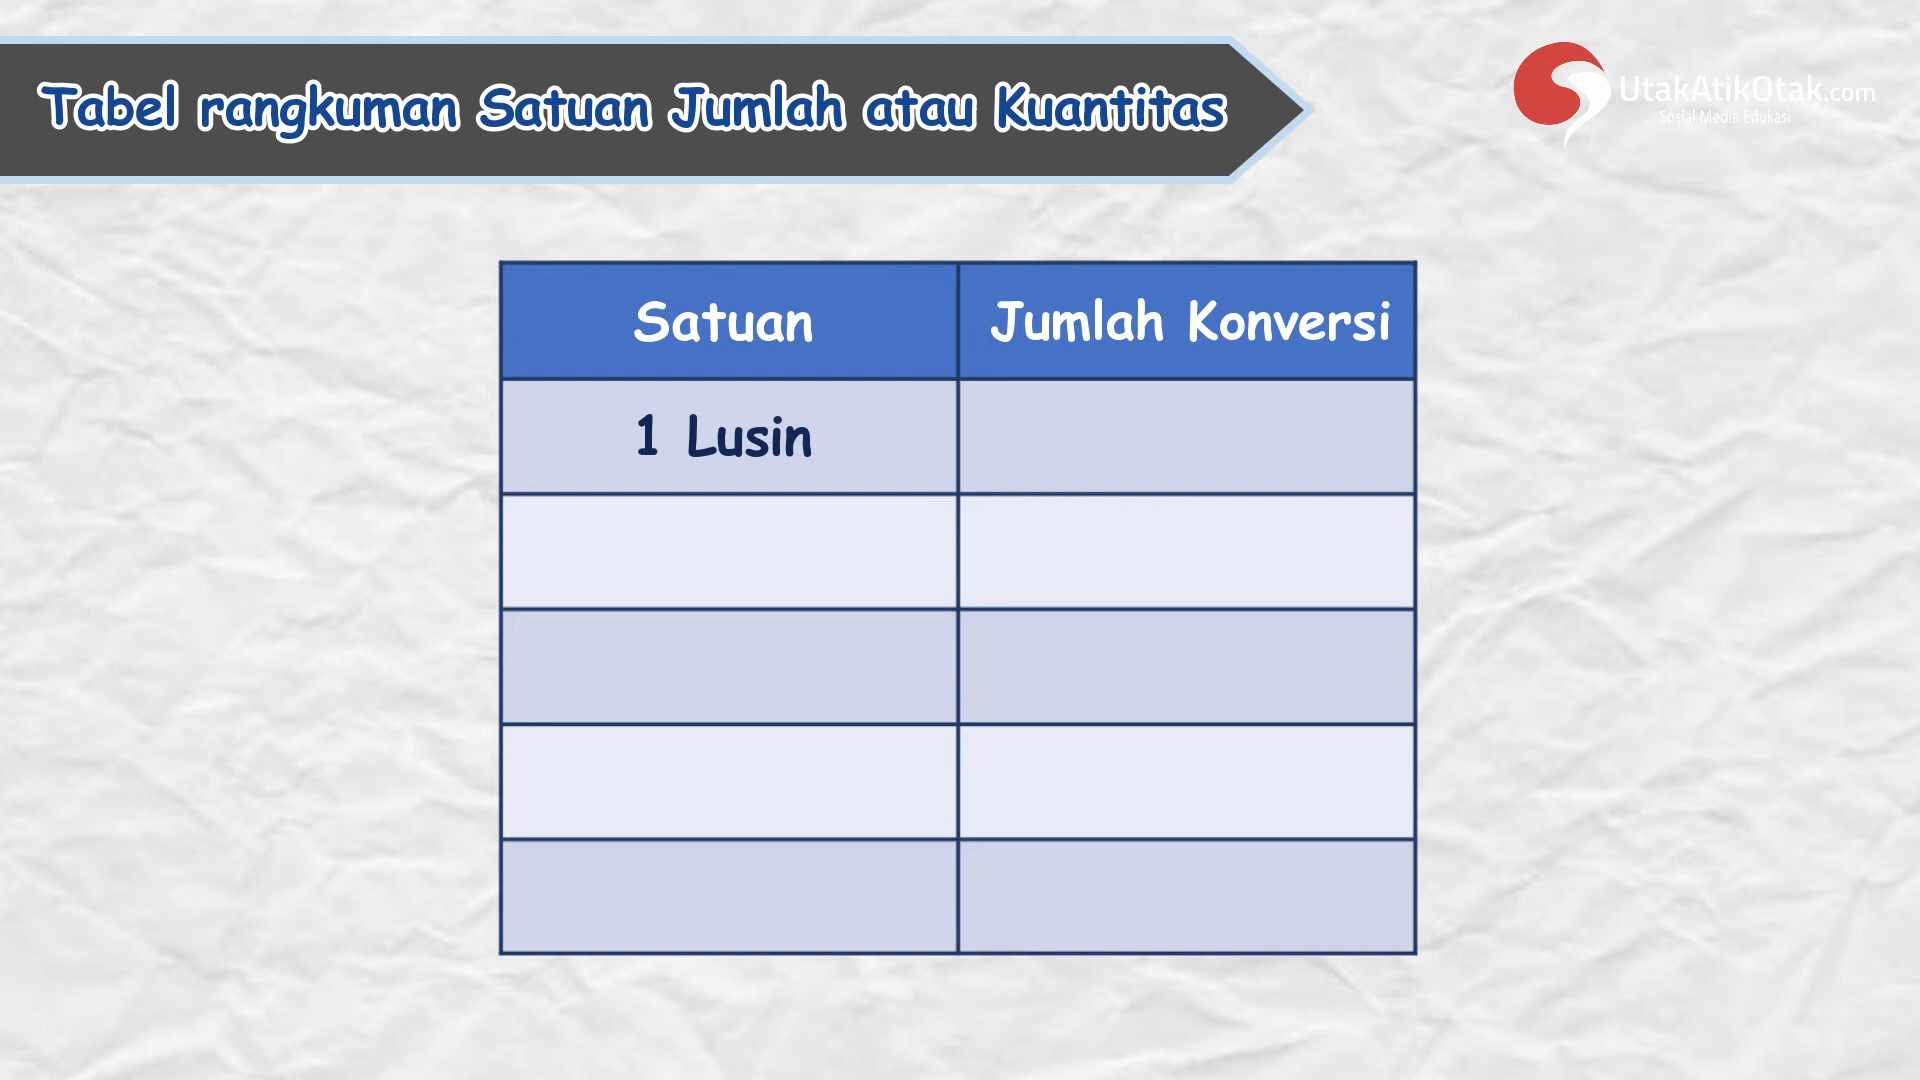 Tabel rangkuman Satuan Jumlah atau Kuantitas
UtakAtikOtak.com
Sosial Media Edukasi
Satuan Jumlah Konversi
1 Lusin